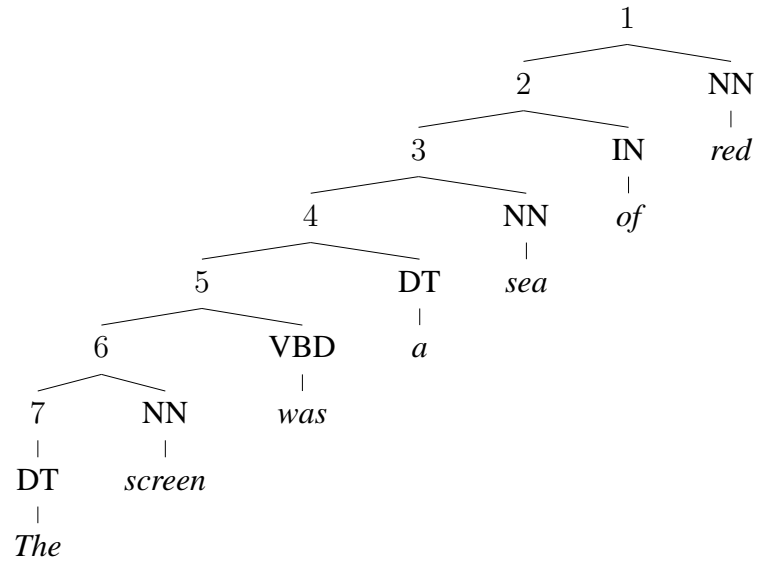 1
2 NN
3 IN red
4 NN of
5 DT sea
6 VBD a
7 NN was
DT screen
The